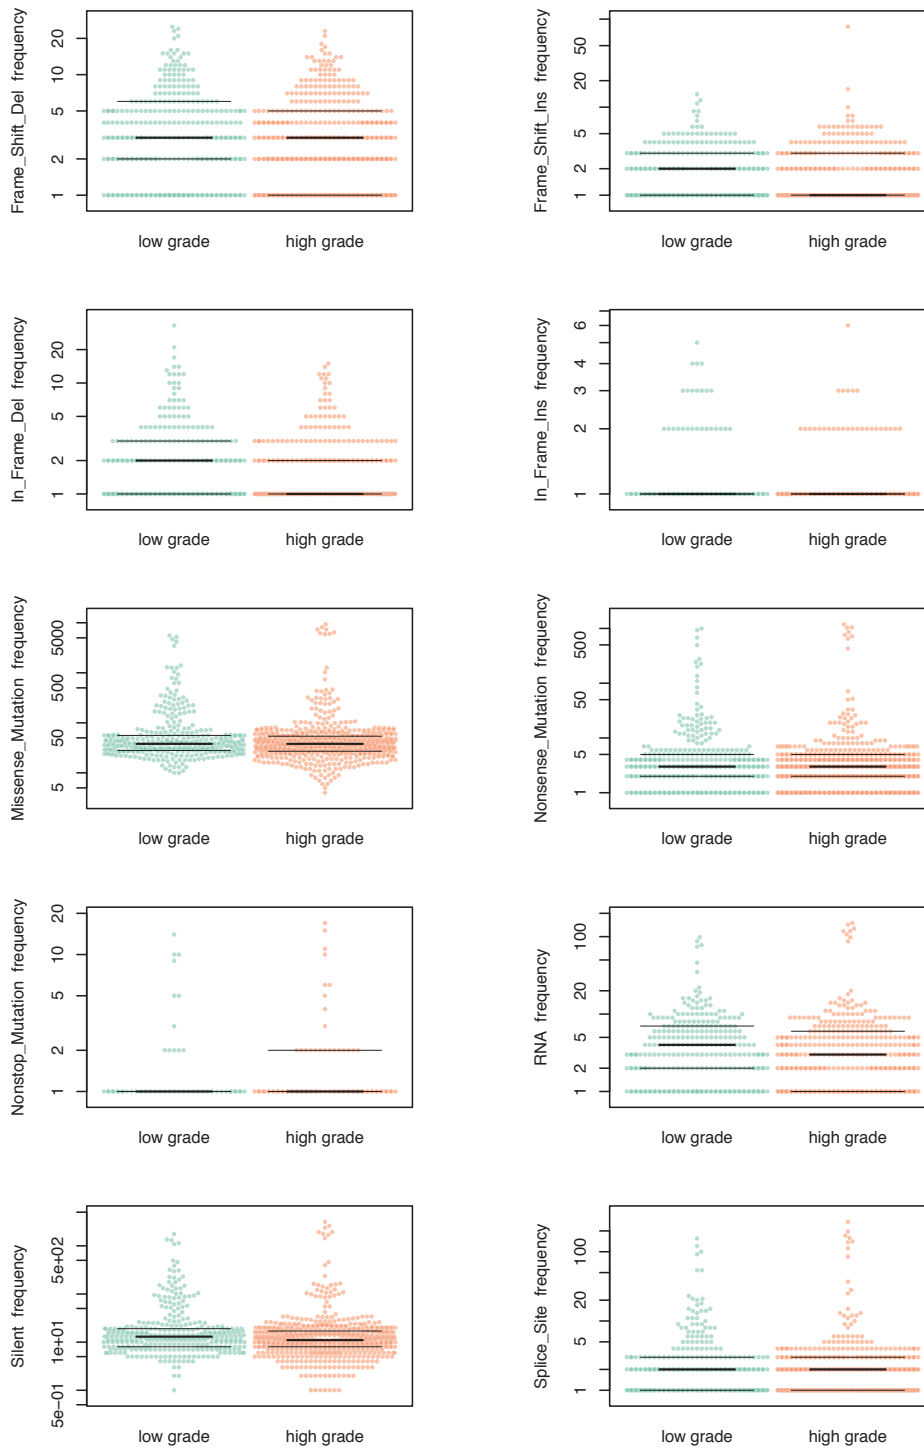 Frame_Shift_Del frequency
20
10
5
2
1
low grade
high grade
Frame_Shift_Ins frequency
50
20
5
2
1
low grade
high grade
In_Frame_Del frequency
20
10
5
2
1
low grade
high grade
In_Frame_Ins frequency
6
4
3
2
1
low grade
high grade
Missense_Mutation frequency
5000
500
50
5
low grade
high grade
Nonsense_Mutation frequency
500
50
5
1
low grade
high grade
Nonstop_Mutation frequency
20
10
5
2
1
low grade
high grade
RNA frequency
100
20
5
2
1
low grade
high grade
Silent frequency
5e+02
1e+01
5e−01
low grade
high grade
Splice_Site frequency
100
20
5
1
low grade
high grade